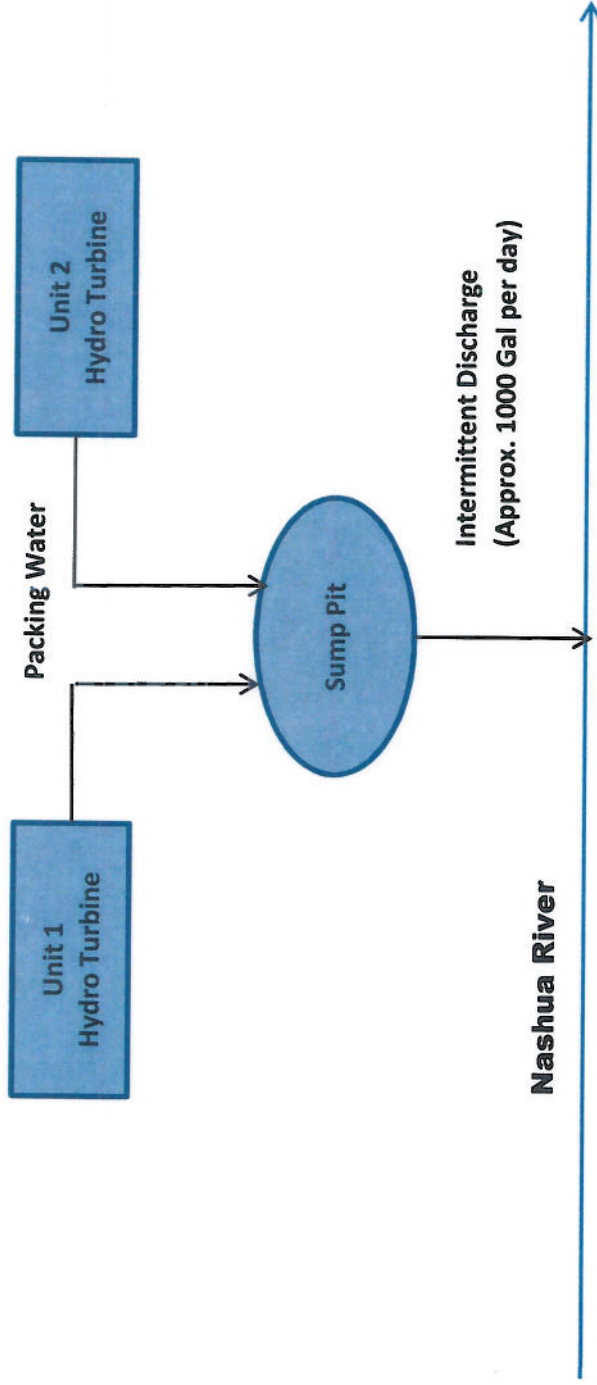 Unit 1
Hydro Turbine
Packing Water
Unit 2
Hydro Turbine
Sump Pit
Intermittent Discharge
(Approx. 1000 Gal per day)
Nashua River